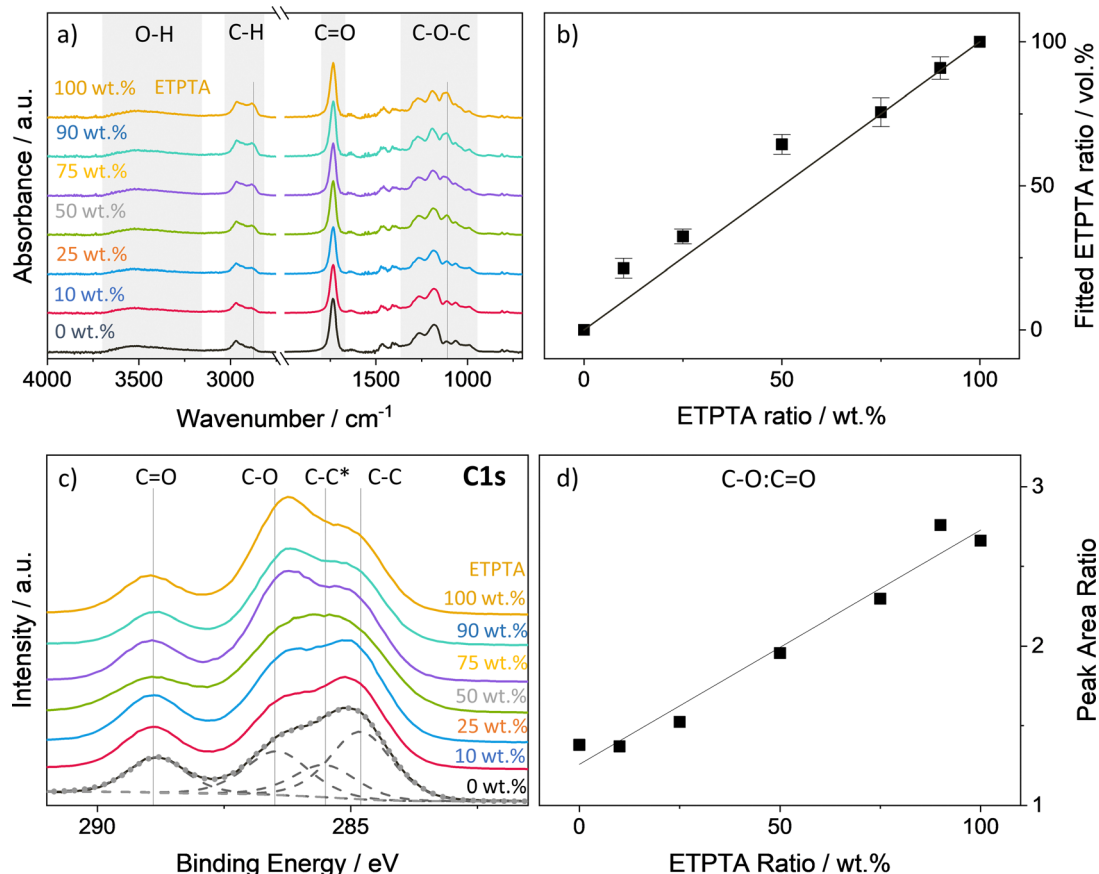 a)
O-H
C-H
C=O
C-O-C
100 wt.%
ETPTA
90 wt.%
75 wt.%
50 wt.%
25 wt.%
10 wt.%
0 wt.%
Absorbance / a.u.
4000
3500
3000
1500
1000
Wavenumber / cm⁻¹
b)
100
50
0
Fitted ETPTA ratio / vol.%
0
50
100
ETPTA ratio / wt.%
c)
C=O
C-O
C-C*
C-C
C1s
ETPTA
100 wt.%
90 wt.%
75 wt.%
50 wt.%
25 wt.%
10 wt.%
0 wt.%
Intensity / a.u.
290
285
Binding Energy / eV
d)
C-O:C=O
3
2
1
Peak Area Ratio
0
50
100
ETPTA Ratio / wt.%